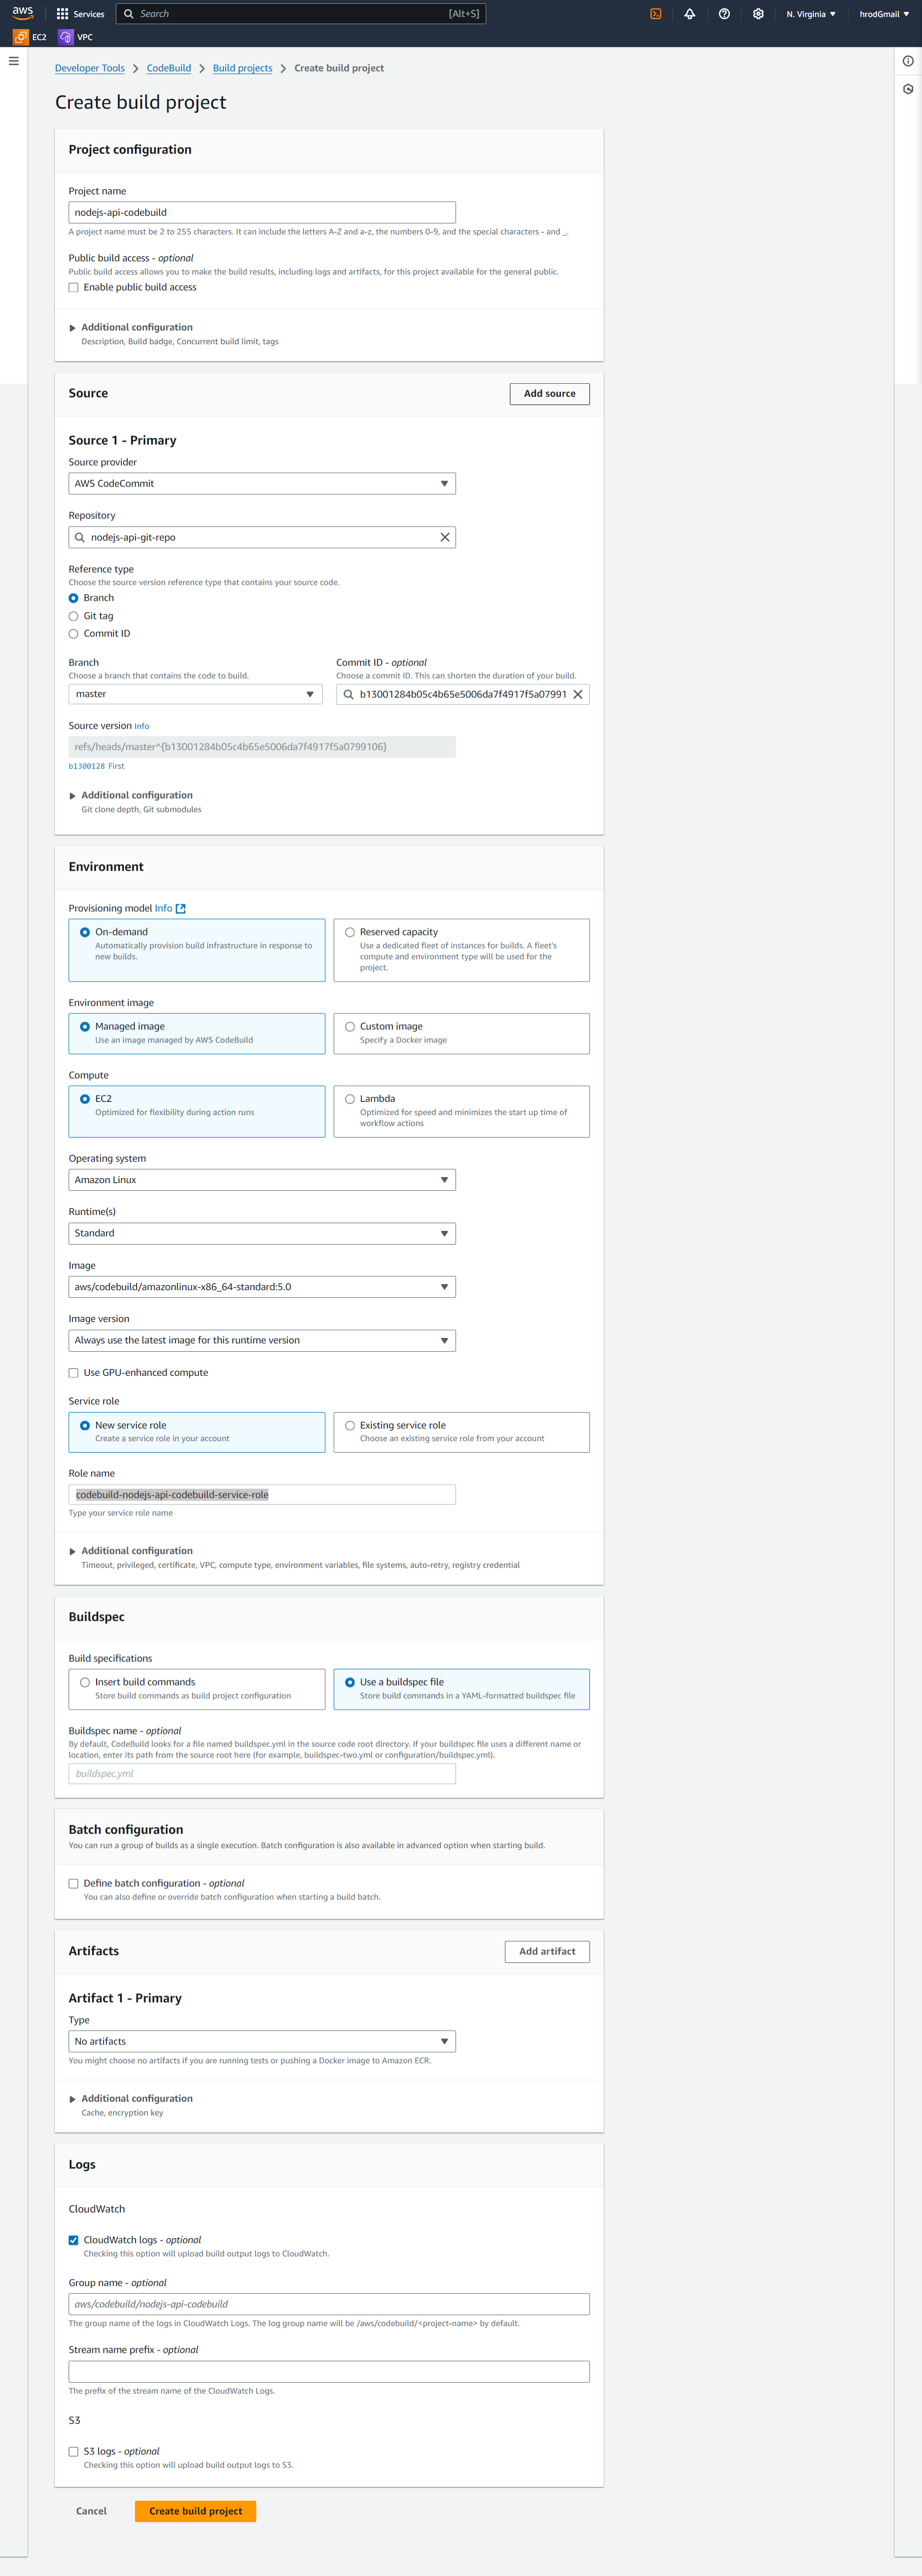 aws
Services
Search
[Alt+S]
N. Virginia
hrodGmail
EC2
VPC
Developer Tools
CodeBuild
Build projects
Create build project
Create build project
Project configuration
Project name
nodejs-api-codebuild
A project name must be 2 to 255 characters. It can include the letters A-Z and a-z, the numbers 0-9, and the special characters - and _.
Public build access - optional
Public build access allows you to make the build results, including logs and artifacts, for this project available for the general public.
Enable public build access
Additional configuration
Description, Build badge, Concurrent build limit, tags
Source
Add source
Source 1 - Primary
Source provider
AWS CodeCommit
Repository
nodejs-api-git-repo
Reference type
Choose the source version reference type that contains your source code.
Branch
Git tag
Commit ID
Branch
Choose a branch that contains the code to build.
master
Commit ID - optional
Choose a commit ID. This can shorten the duration of your build.
b13001284b05c4b65e5006da7f4917f5a07991
Source version Info
refs/heads/master^{b13001284b05c4b65e5006da7f4917f5a0799106}
b1300128 First
Additional configuration
Git clone depth, Git submodules
Environment
Provisioning model Info
On-demand
Automatically provision build infrastructure in response to
new builds.
Reserved capacity
Use a dedicated fleet of instances for builds. A fleet's
compute and environment type will be used for the
project.
Environment image
Managed image
Use an image managed by AWS CodeBuild
Custom image
Specify a Docker image
Compute
EC2
Optimized for flexibility during action runs
Lambda
Optimized for speed and minimizes the start up time of
workflow actions
Operating system
Amazon Linux
Runtime(s)
Standard
Image
aws/codebuild/amazonlinux-x86_64-standard:5.0
Image version
Always use the latest image for this runtime version
Use GPU-enhanced compute
Service role
New service role
Create a service role in your account
Existing service role
Choose an existing service role from your account
Role name
codebuild-nodejs-api-codebuild-service-role
Type your service role name
Additional configuration
Timeout, privileged, certificate, VPC, compute type, environment variables, file systems, auto-retry, registry credential
Buildspec
Build specifications
Insert build commands
Store build commands as build project configuration
Use a buildspec file
Store build commands in a YAML-formatted buildspec file
Buildspec name - optional
By default, CodeBuild looks for a file named buildspec.yml in the source code root directory. If your buildspec file uses a different name or
location, enter its path from the source root here (for example, buildspec-two.yml or configuration/buildspec.yml).
buildspec.yml
Batch configuration
You can run a group of builds as a single execution. Batch configuration is also available in advanced option when starting build.
Define batch configuration - optional
You can also define or override batch configuration when starting a build batch.
Artifacts
Add artifact
Artifact 1 - Primary
Type
No artifacts
You might choose no artifacts if you are running tests or pushing a Docker image to Amazon ECR.
Additional configuration
Cache, encryption key
Logs
CloudWatch
CloudWatch logs - optional
Checking this option will upload build output logs to CloudWatch.
Group name - optional
aws/codebuild/nodejs-api-codebuild
The group name of the logs in CloudWatch Logs. The log group name will be /aws/codebuild/<project-name> by default.
Stream name prefix - optional
The prefix of the stream name of the CloudWatch Logs.
S3
S3 logs - optional
Checking this option will upload build output logs to S3.
Cancel
Create build project